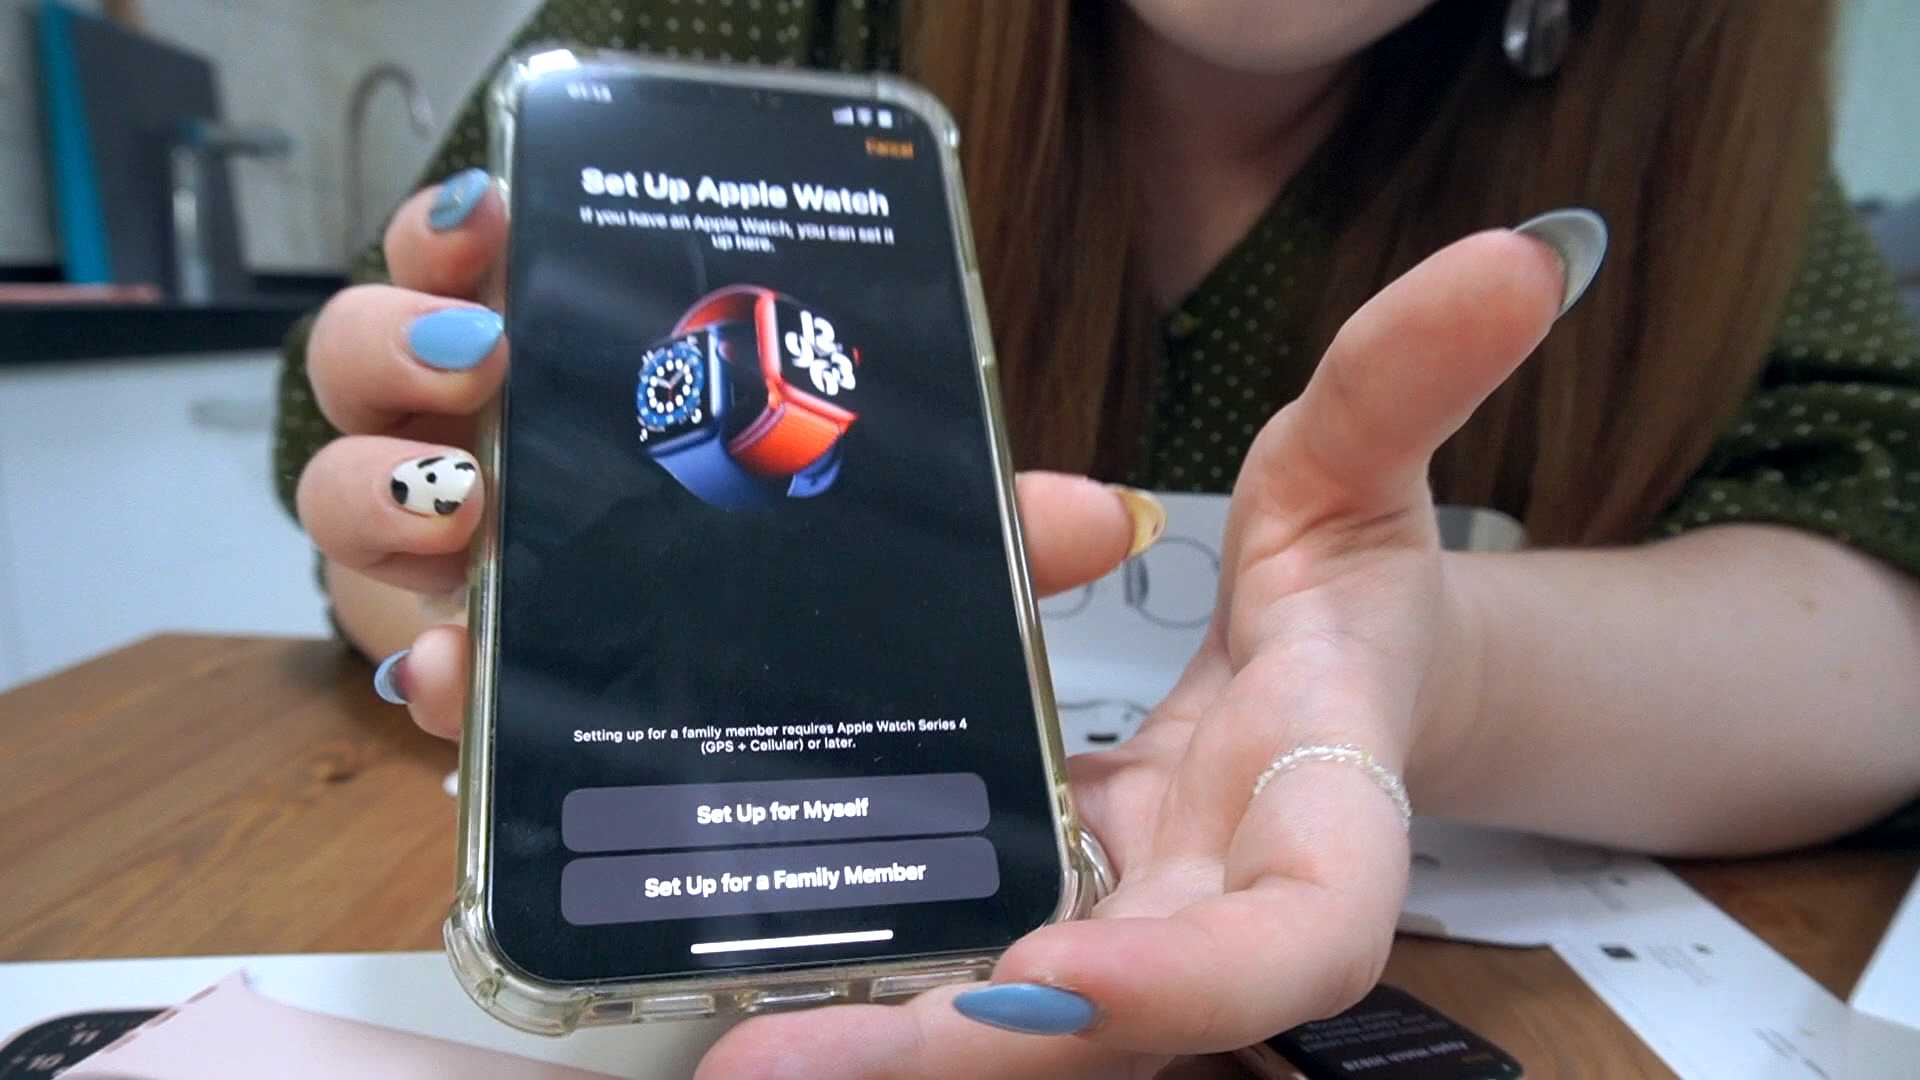 Cancel
Set Up Apple Watch
If you have an Apple Watch, you can set it
up here.
Setting up for a family member requires Apple Watch Series 4
(GPS + Cellular) or later.
Set Up for Myself
Set Up for a Family Member